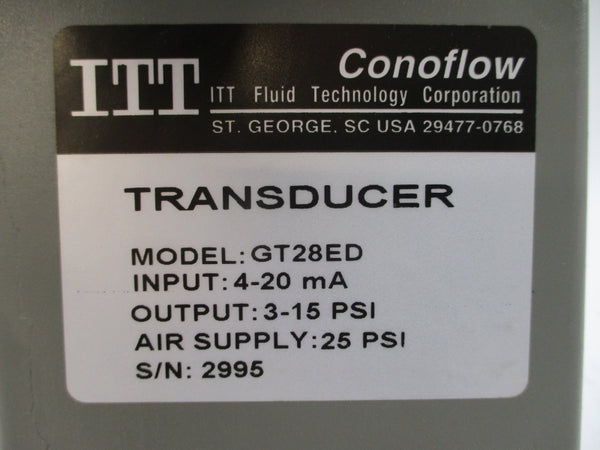 ITT
Conoflow
ITT Fluid Technology Corporation
ST. GEORGE, SC USA 29477-0768
TRANSDUCER
MODEL: GT28ED
INPUT: 4-20 mA
OUTPUT: 3-15 PSI
AIR SUPPLY: 25 PSI
S/N: 2995